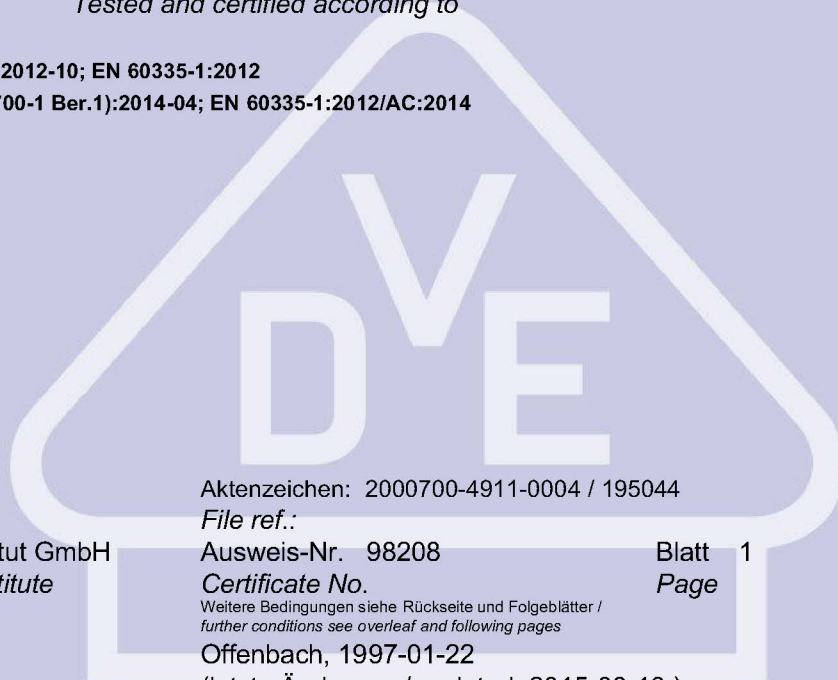 Tested and certified according to
2012-10; EN 60335-1:2012
700-1 Ber.1):2014-04; EN 60335-1:2012/AC:2014
DVE
Aktenzeichen: 2000700-4911-0004 / 195044
File ref.:
tut GmbH Ausweis-Nr. 98208 Blatt 1
titute Certificate No. Page
Weitere Bedingungen siehe Rückseite und Folgeblätter /
further conditions see overleaf and following pages
Offenbach, 1997-01-22